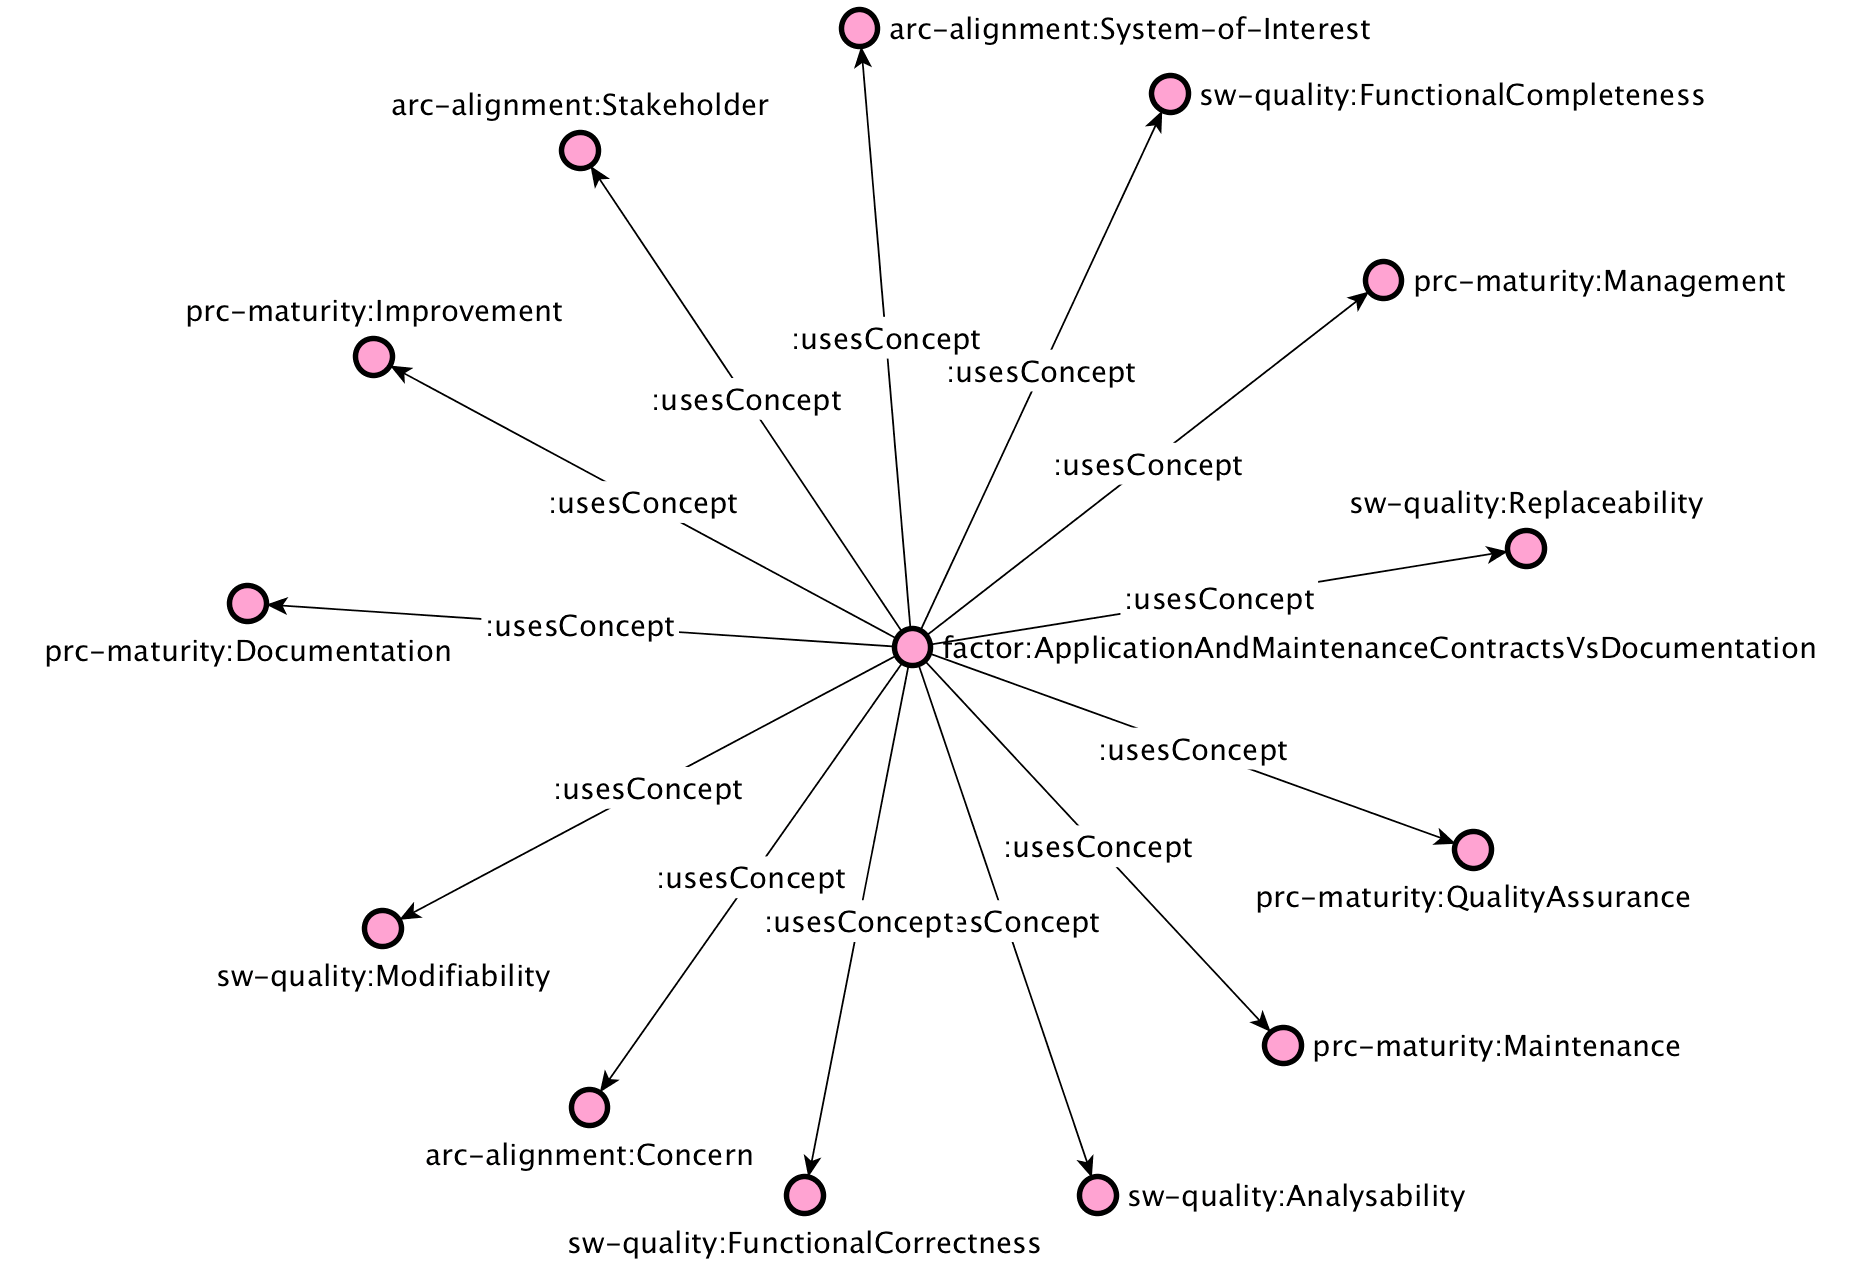 arc-alignment:System-of-Interest
sw-quality:FunctionalCompleteness
arc-alignment:Stakeholder
prc-maturity:Management
prc-maturity:Improvement
:usesConcept
:usesConcept
:usesConcept
:usesConcept
:usesConcept
sw-quality:Replaceability
:usesConcept
:usesConcept
prc-maturity:Documentation
factor:ApplicationAndMaintenanceContractsVsDocumentation
:usesConcept
:usesConcept
:usesConcept
:usesConcept
prc-maturity:QualityAssurance
:usesConcept
esConcept
sw-quality:Modifiability
prc-maturity:Maintenance
arc-alignment:Concern
sw-quality:Analysability
sw-quality:FunctionalCorrectness